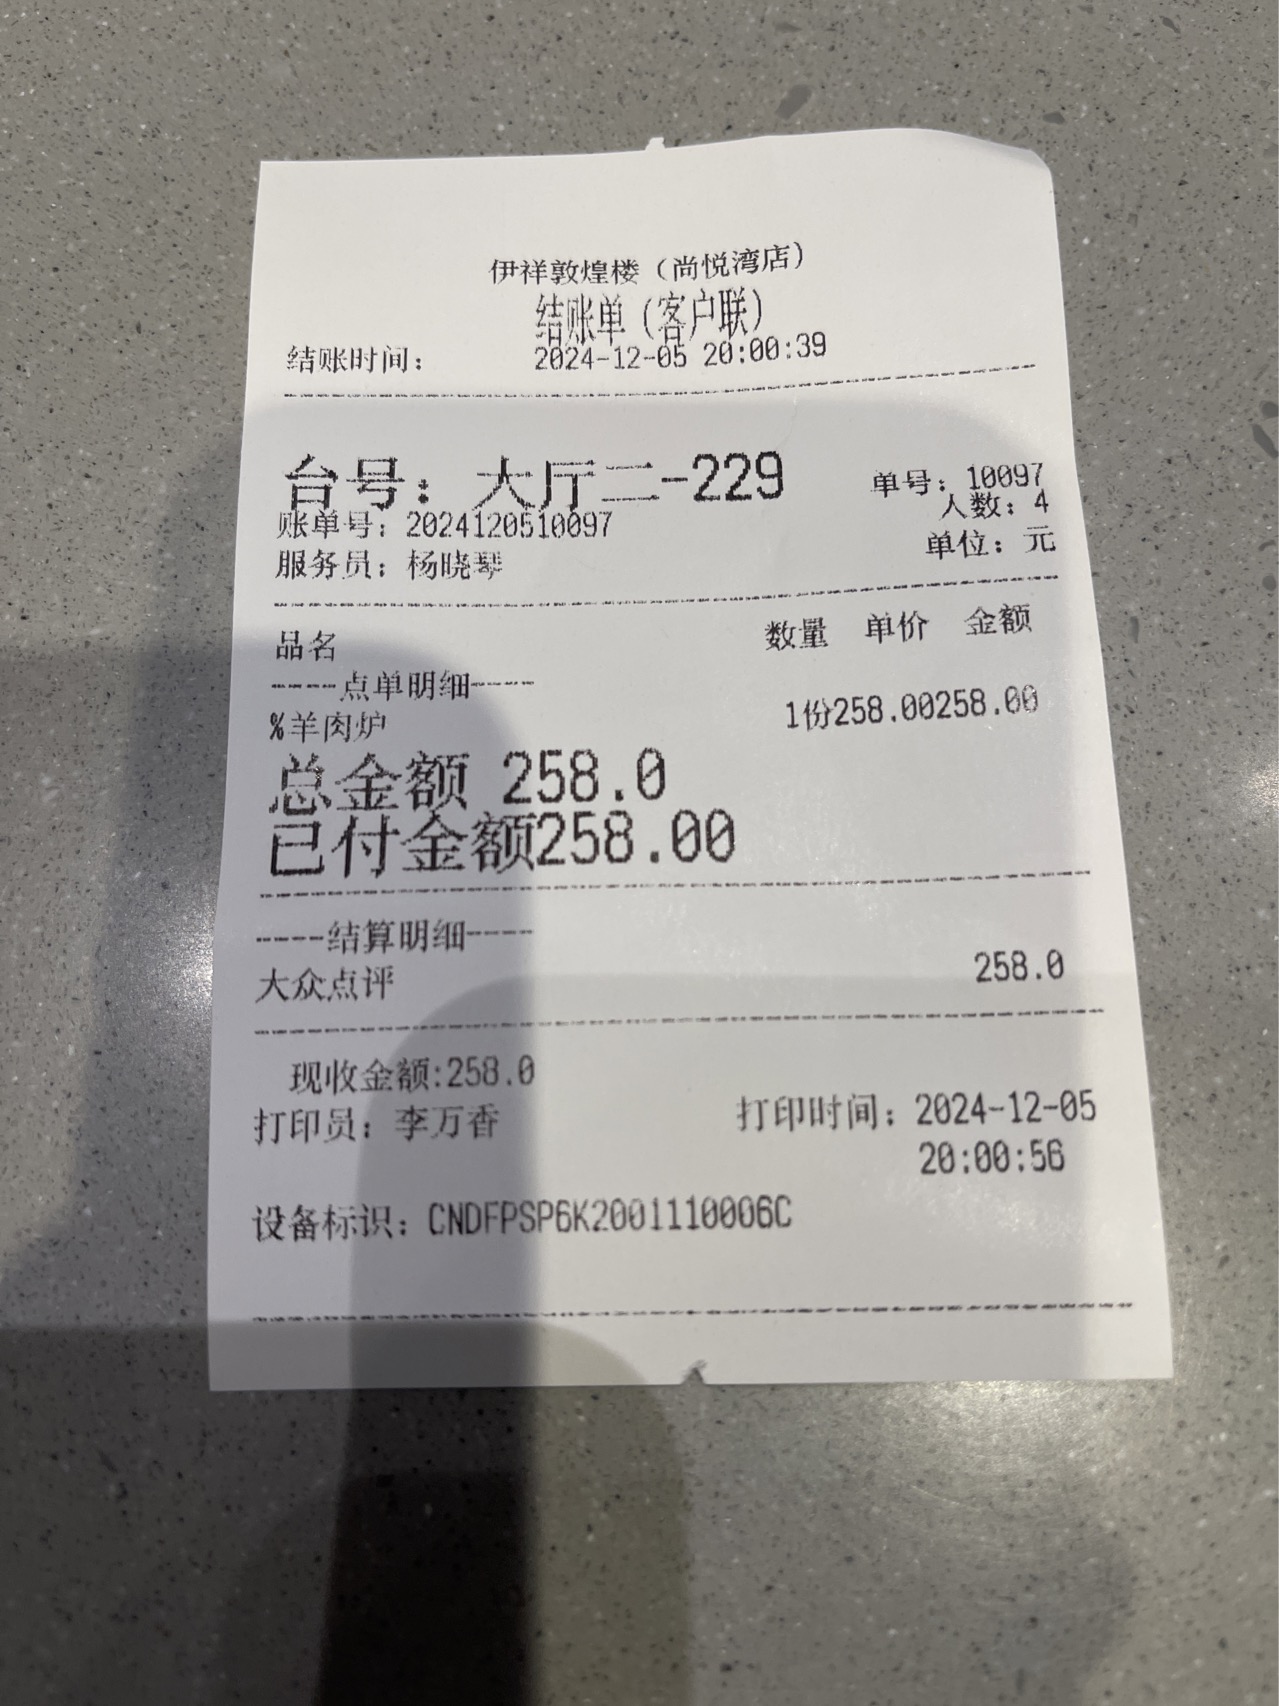 伊祥敦煌楼（尚悦湾店）
结账单（客户联）
结账时间： 2024-12-05 20:00:39
台号： 大厅二-229 单号：10097
人数：4
账单号：2024120510097
服务员：杨晓琴 单位：元
品名 数量 单价 金额
-----点单明细-----
%羊肉炉 1份258.00258.00
总金额 258.0
已付金额258.00
-----结算明细-----
大众点评 258.0
现收金额:258.0
打印员：李万香 打印时间：2024-12-05
20:00:56
设备标识：CNDFPSP6K2001110006C